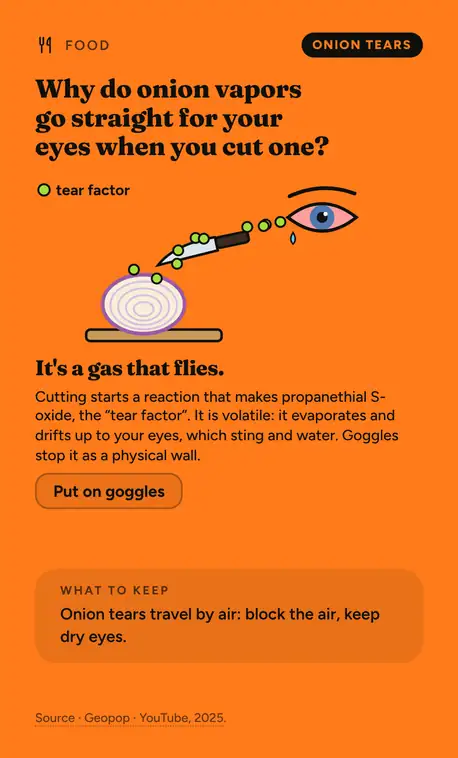 FOOD
ONION TEARS
Why do onion vapors
go straight for your
eyes when you cut one?
tear factor
It's a gas that flies.
Cutting starts a reaction that makes propanethial S-
oxide, the “tear factor”. It is volatile: it evaporates and
drifts up to your eyes, which sting and water. Goggles
stop it as a physical wall.
Put on goggles
WHAT TO KEEP
Onion tears travel by air: block the air, keep
dry eyes.
Source · Geopop · YouTube, 2025.